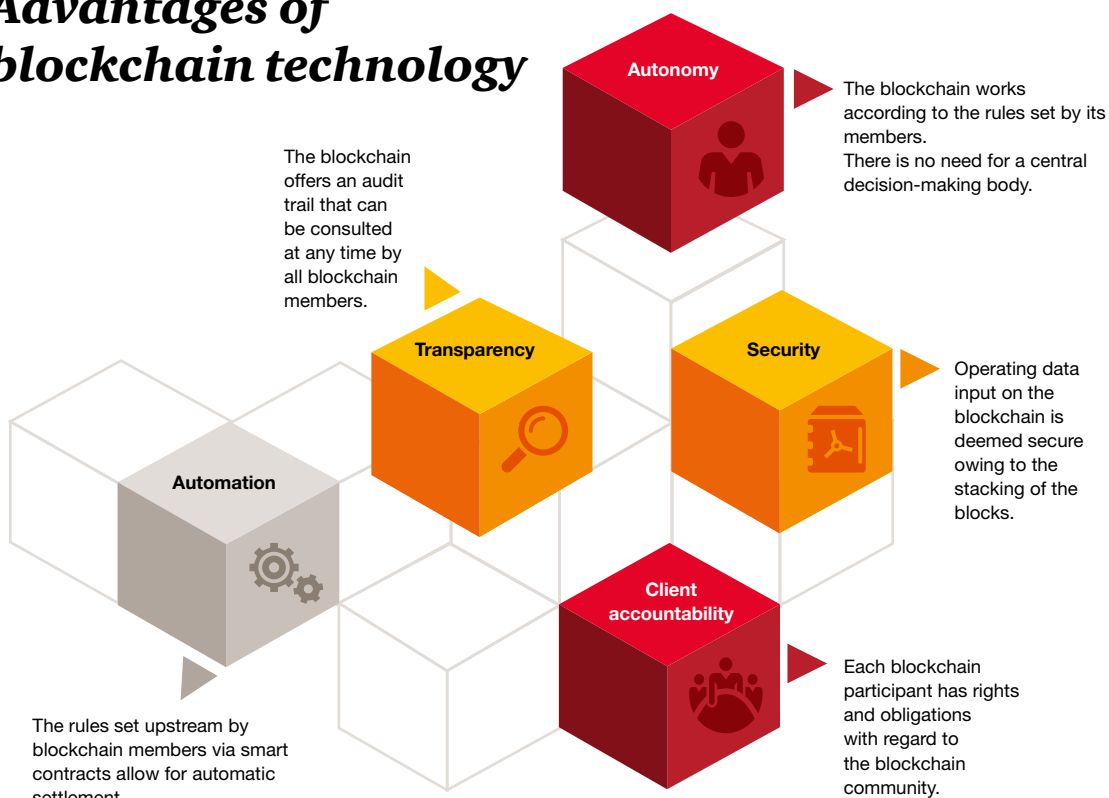 Advantages of
blockchain technology
Autonomy
The blockchain works
according to the rules set by its
members.
There is no need for a central
decision-making body.
The blockchain
offers an audit
trail that can
be consulted
at any time by
all blockchain
members.
Transparency
Security
Operating data
input on the
blockchain is
deemed secure
owing to the
stacking of the
blocks.
Automation
The rules set upstream by
blockchain members via smart
contracts allow for automatic
settlement
Client
accountability
Each blockchain
participant has rights
and obligations
with regard to
the blockchain
community.